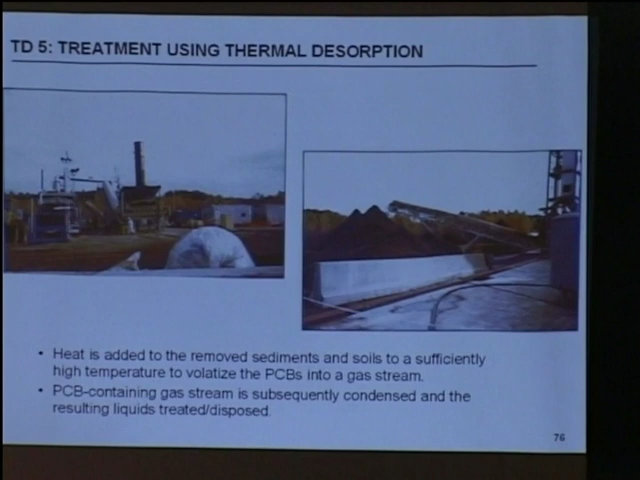 TD 5: TREATMENT USING THERMAL DESORPTION
• Heat is added to the removed sediments and soils to a sufficiently
high temperature to volatize the PCBs into a gas stream.
• PCB-containing gas stream is subsequently condensed and the
resulting liquids treated/disposed.
76